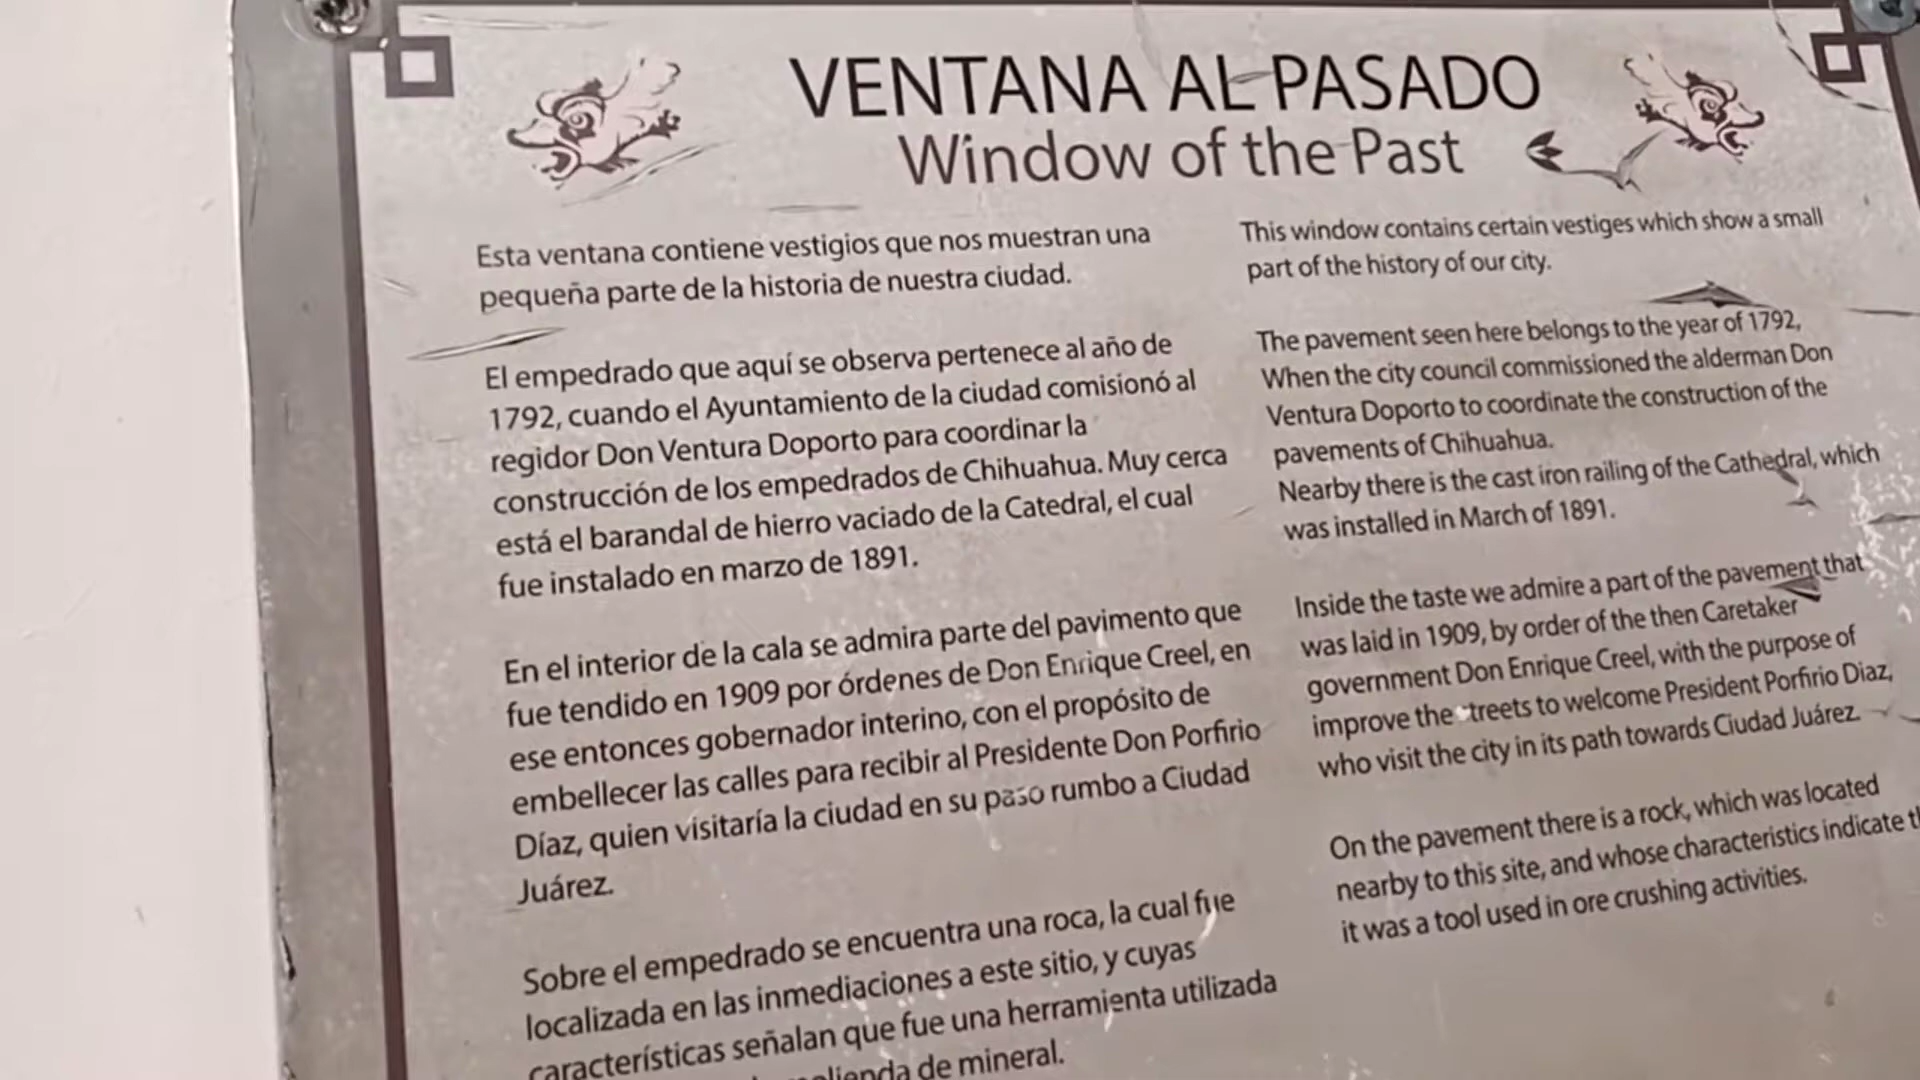 VENTANA AL PASADO
Window of the Past
Esta ventana contiene vestigios que nos muestran una
pequeña parte de la historia de nuestra ciudad.
El empedrado que aquí se observa pertenece al año de
1792, cuando el Ayuntamiento de la ciudad comisionó al
regidor Don Ventura Doporto para coordinar la
construcción de los empedrados de Chihuahua. Muy cerca
está el barandal de hierro vaciado de la Catedral, el cual
fue instalado en marzo de 1891.
En el interior de la cala se admira parte del pavimento que
fue tendido en 1909 por órdenes de Don Enrique Creel, en
ese entonces gobernador interino, con el propósito de
embellecer las calles para recibir al Presidente Don Porfirio
Díaz, quien visitaría la ciudad en su paso rumbo a Ciudad
Juárez.
Sobre el empedrado se encuentra una roca, la cual fue
localizada en las inmediaciones a este sitio, y cuyas
características señalan que fue una herramienta utilizada
de mineral.
This window contains certain vestiges which show a small
part of the history of our city.
The pavement seen here belongs to the year of 1792,
When the city council commissioned the alderman Don
Ventura Doporto to coordinate the construction of the
pavements of Chihuahua.
Nearby there is the cast iron railing of the Cathedral, which
was installed in March of 1891.
Inside the taste we admire a part of the pavement that
was laid in 1909, by order of the then Caretaker
government Don Enrique Creel, with the purpose of
improve the streets to welcome President Porfirio Diaz,
who visit the city in its path towards Ciudad Juárez.
On the pavement there is a rock, which was located
nearby to this site, and whose characteristics indicate
it was a tool used in ore crushing activities.